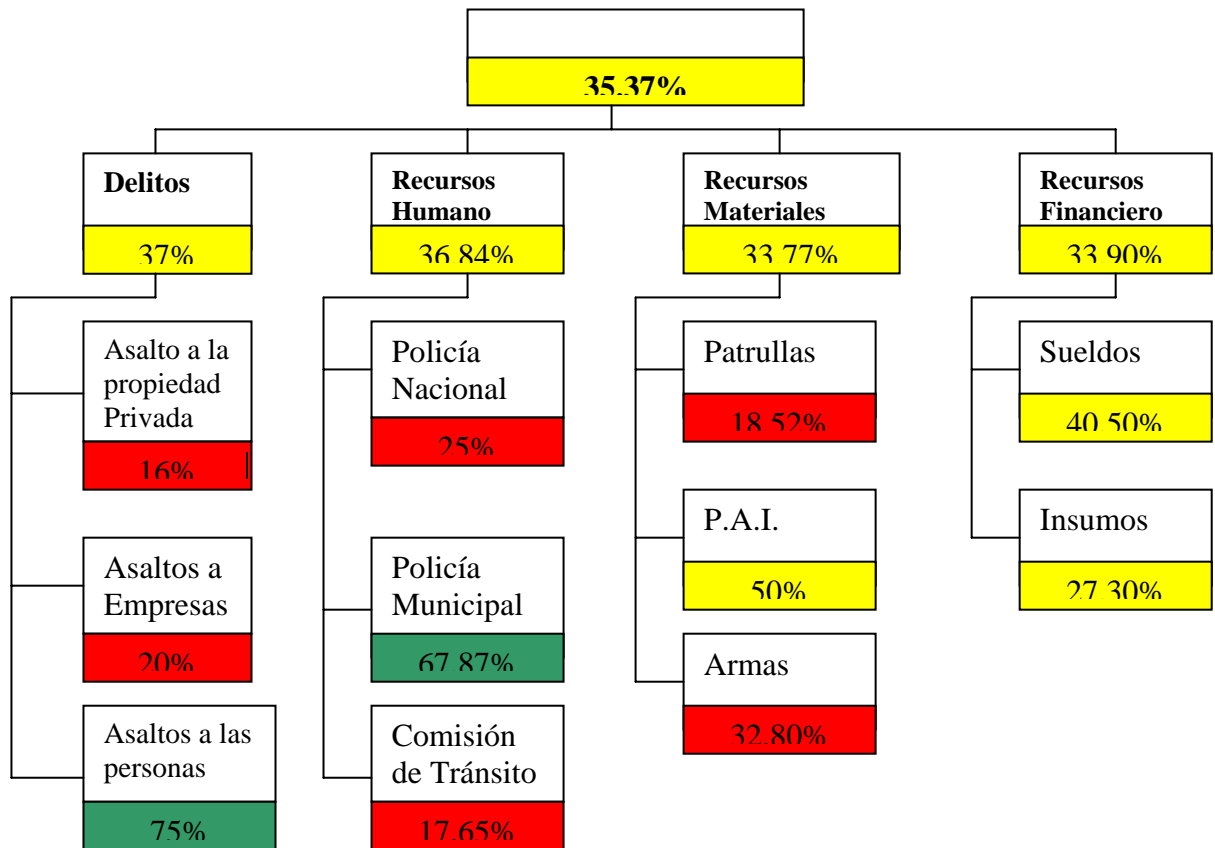 35.37%
Delitos
37%
Recursos
Humano
36.84%
Recursos
Materiales
33.77%
Recursos
Financiero
33.90%
Asalto a la
propiedad
Privada
16%
Asaltos a
Empresas
20%
Asaltos a las
personas
75%
Policía
Nacional
25%
Policía
Municipal
67.87%
Comisión
de Tránsito
17.65%
Patrullas
18.52%
P.A.I.
50%
Armas
32.80%
Sueldos
40.50%
Insumos
27.30%